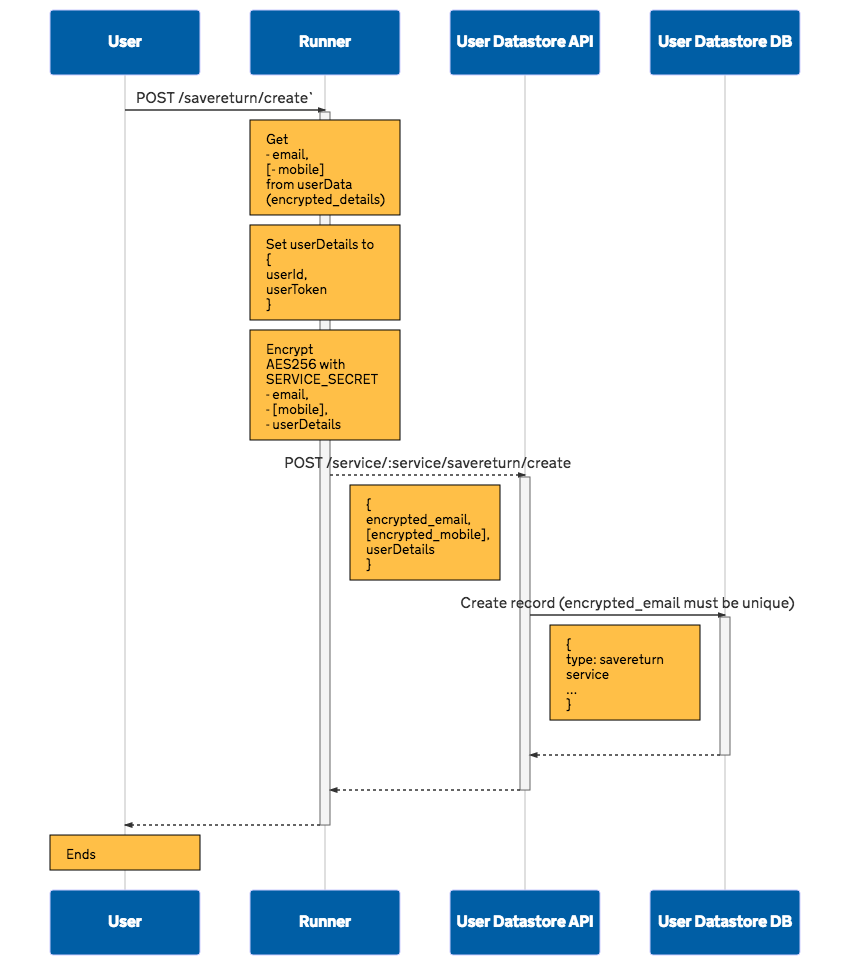 User
Runner
User Datastore API
User Datastore DB
POST /savereturn/create`
Get
- email,
[- mobile]
from userData
(encrypted_details)
Set userDetails to
{
userId,
userToken
}
Encrypt
AES256 with
SERVICE_SECRET
- email,
- [mobile],
- userDetails
POST /service/:service/savereturn/create
{
encrypted_email,
[encrypted_mobile],
userDetails
}
Create record (encrypted_email must be unique)
{
type: savereturn
service
...
}
Ends
User
Runner
User Datastore API
User Datastore DB